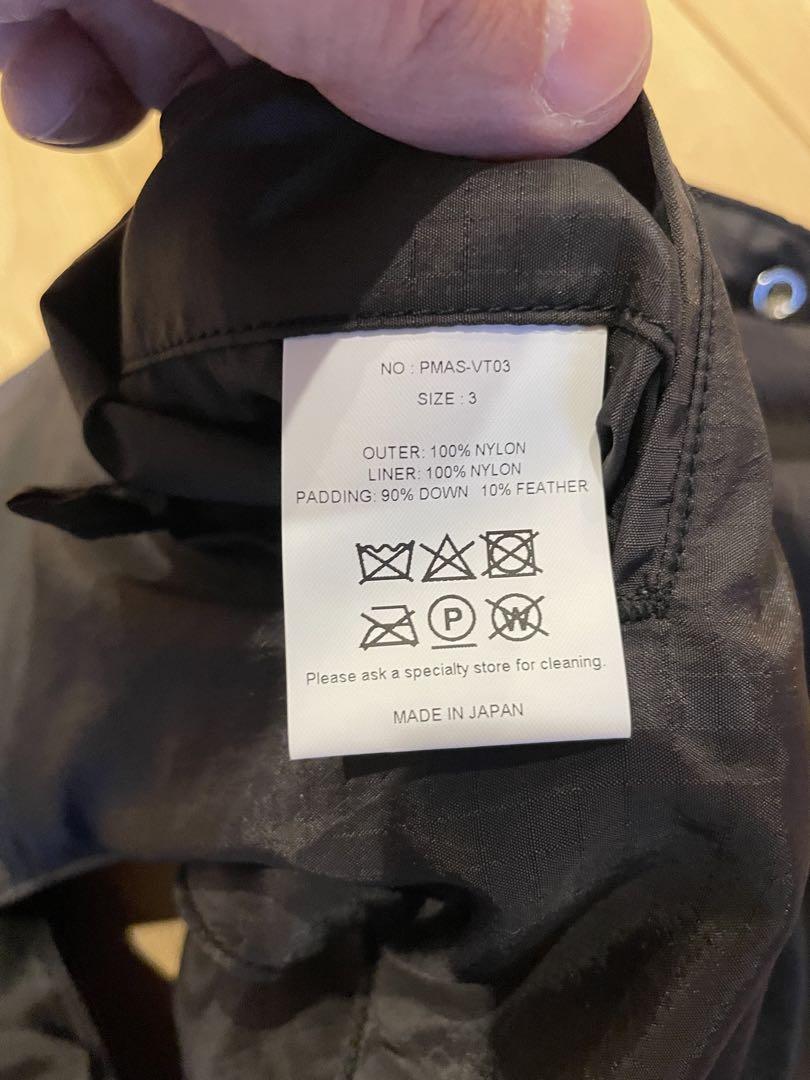 NO : PMAS-VT03
SIZE : 3
OUTER: 100% NYLON
LINER: 100% NYLON
PADDING: 90% DOWN 10% FEATHER
P W
Please ask a specialty store for cleaning.
MADE IN JAPAN